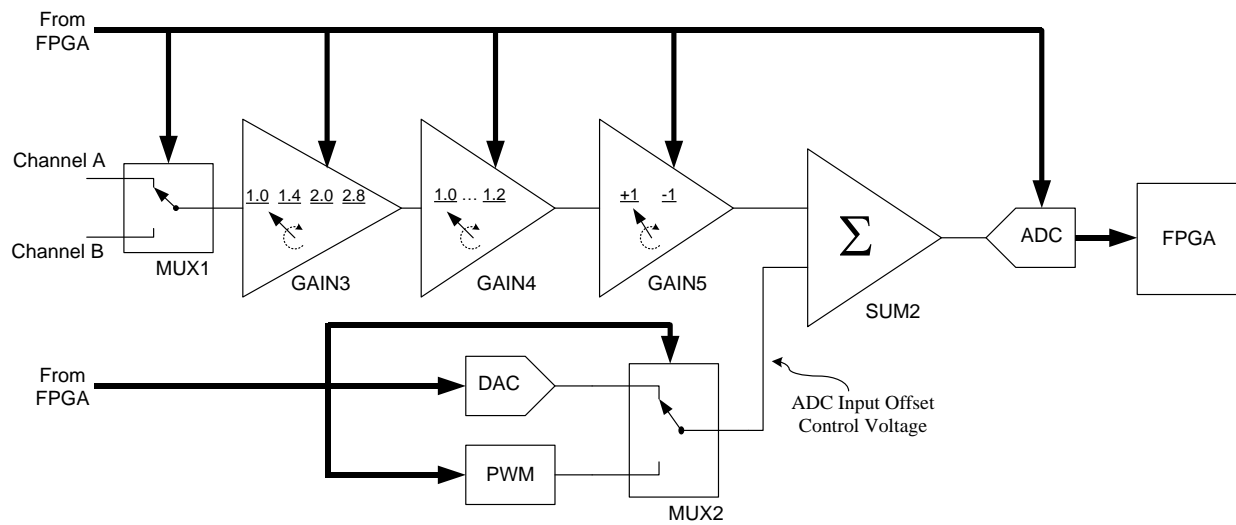 From
FPGA
Channel A
Channel B
MUX1
1.0 1.4 2.0 2.8
GAIN3
1.0 ... 1.2
GAIN4
+1 -1
GAIN5
Σ
SUM2
ADC
FPGA
From
FPGA
DAC
PWM
MUX2
ADC Input Offset
Control Voltage